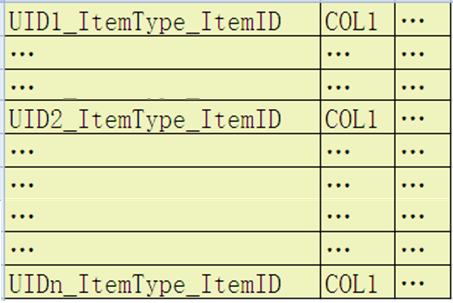 UID1_ItemType_ItemID COL1 …
… … …
… … …
UID2_ItemType_ItemID COL1 …
… … …
… … …
… … …
… … …
UIDn_ItemType_ItemID COL1 …